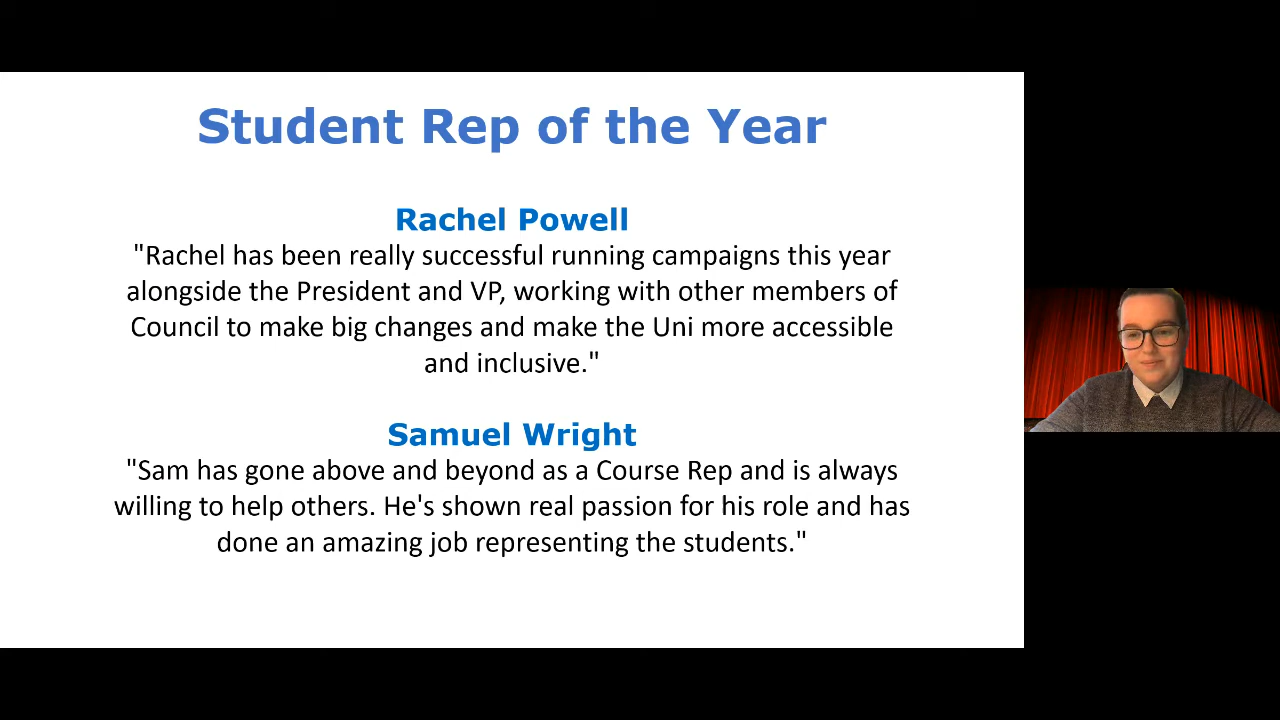 Student Rep of the Year
Rachel Powell
"Rachel has been really successful running campaigns this year
alongside the President and VP, working with other members of
Council to make big changes and make the Uni more accessible
and inclusive."
Samuel Wright
"Sam has gone above and beyond as a Course Rep and is always
willing to help others. He's shown real passion for his role and has
done an amazing job representing the students."